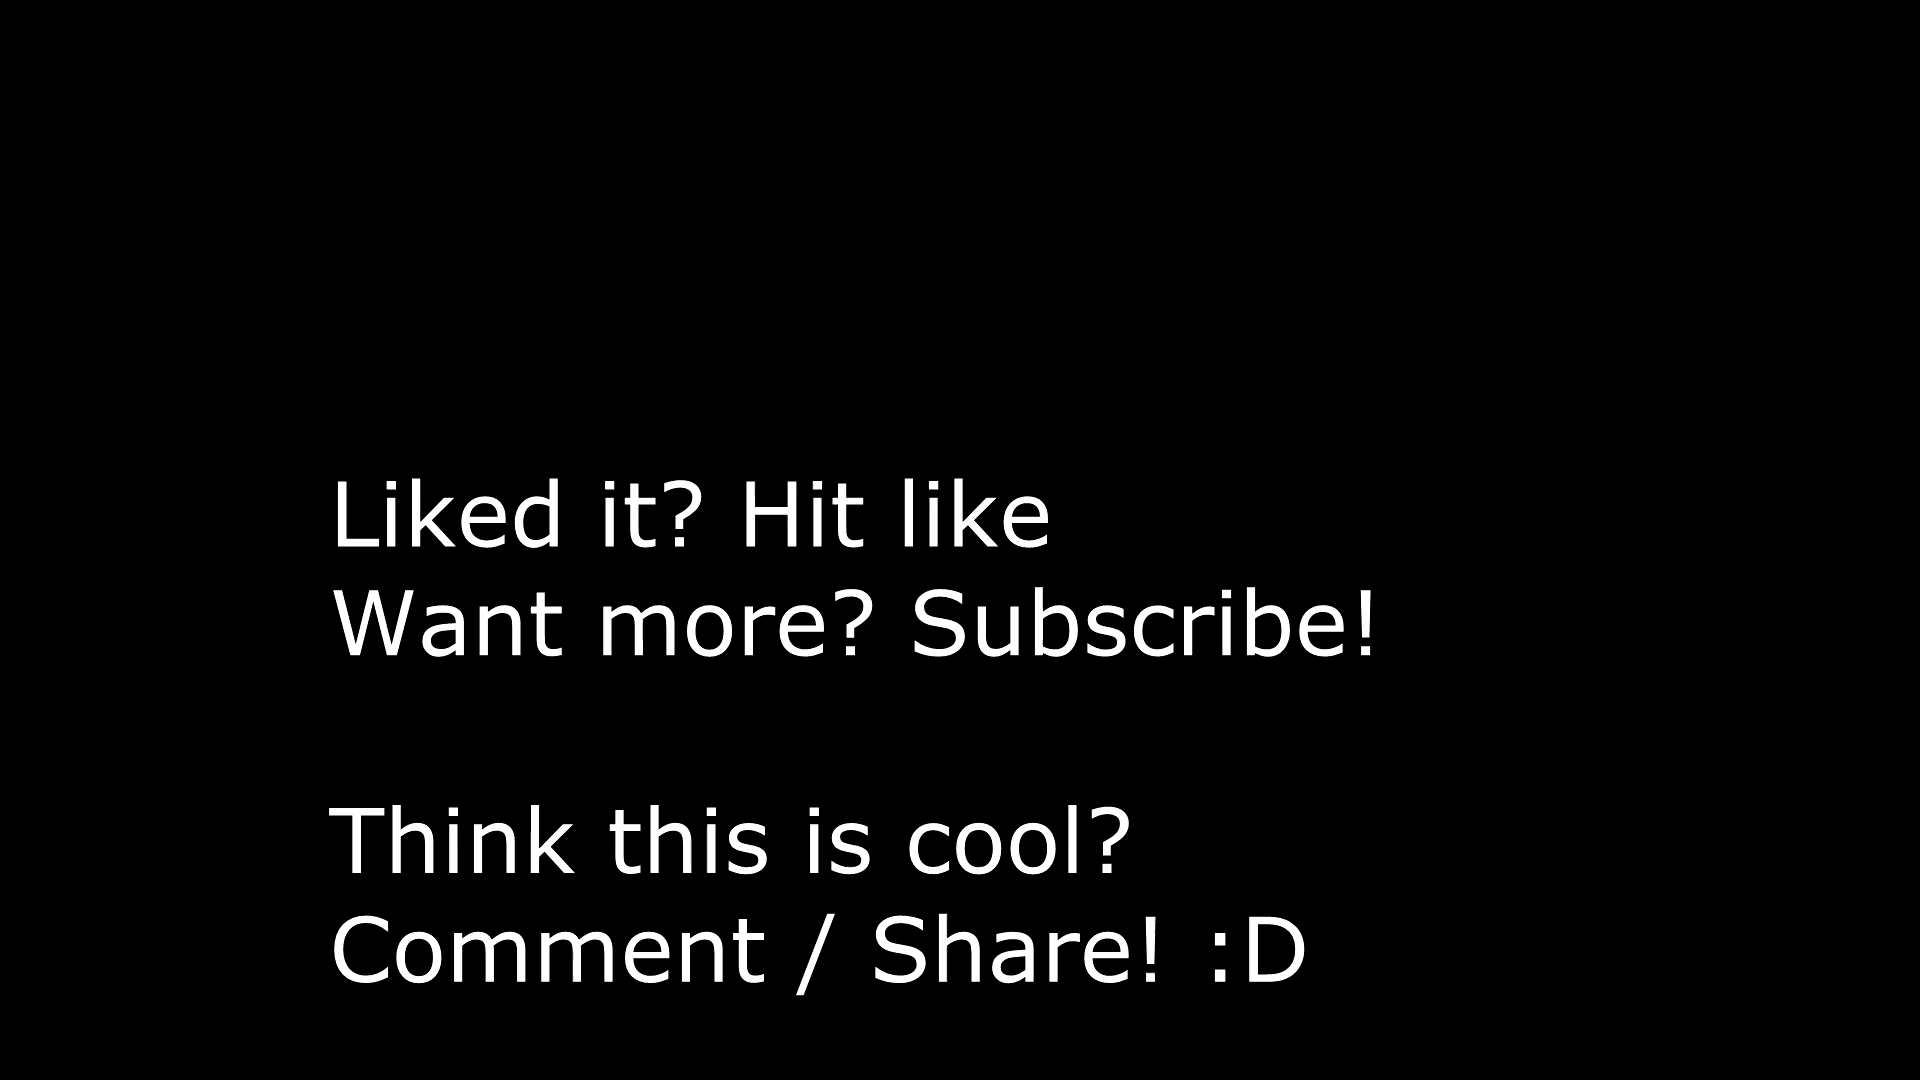 Liked it? Hit like
Want more? Subscribe!
Think this is cool?
Comment / Share! :D